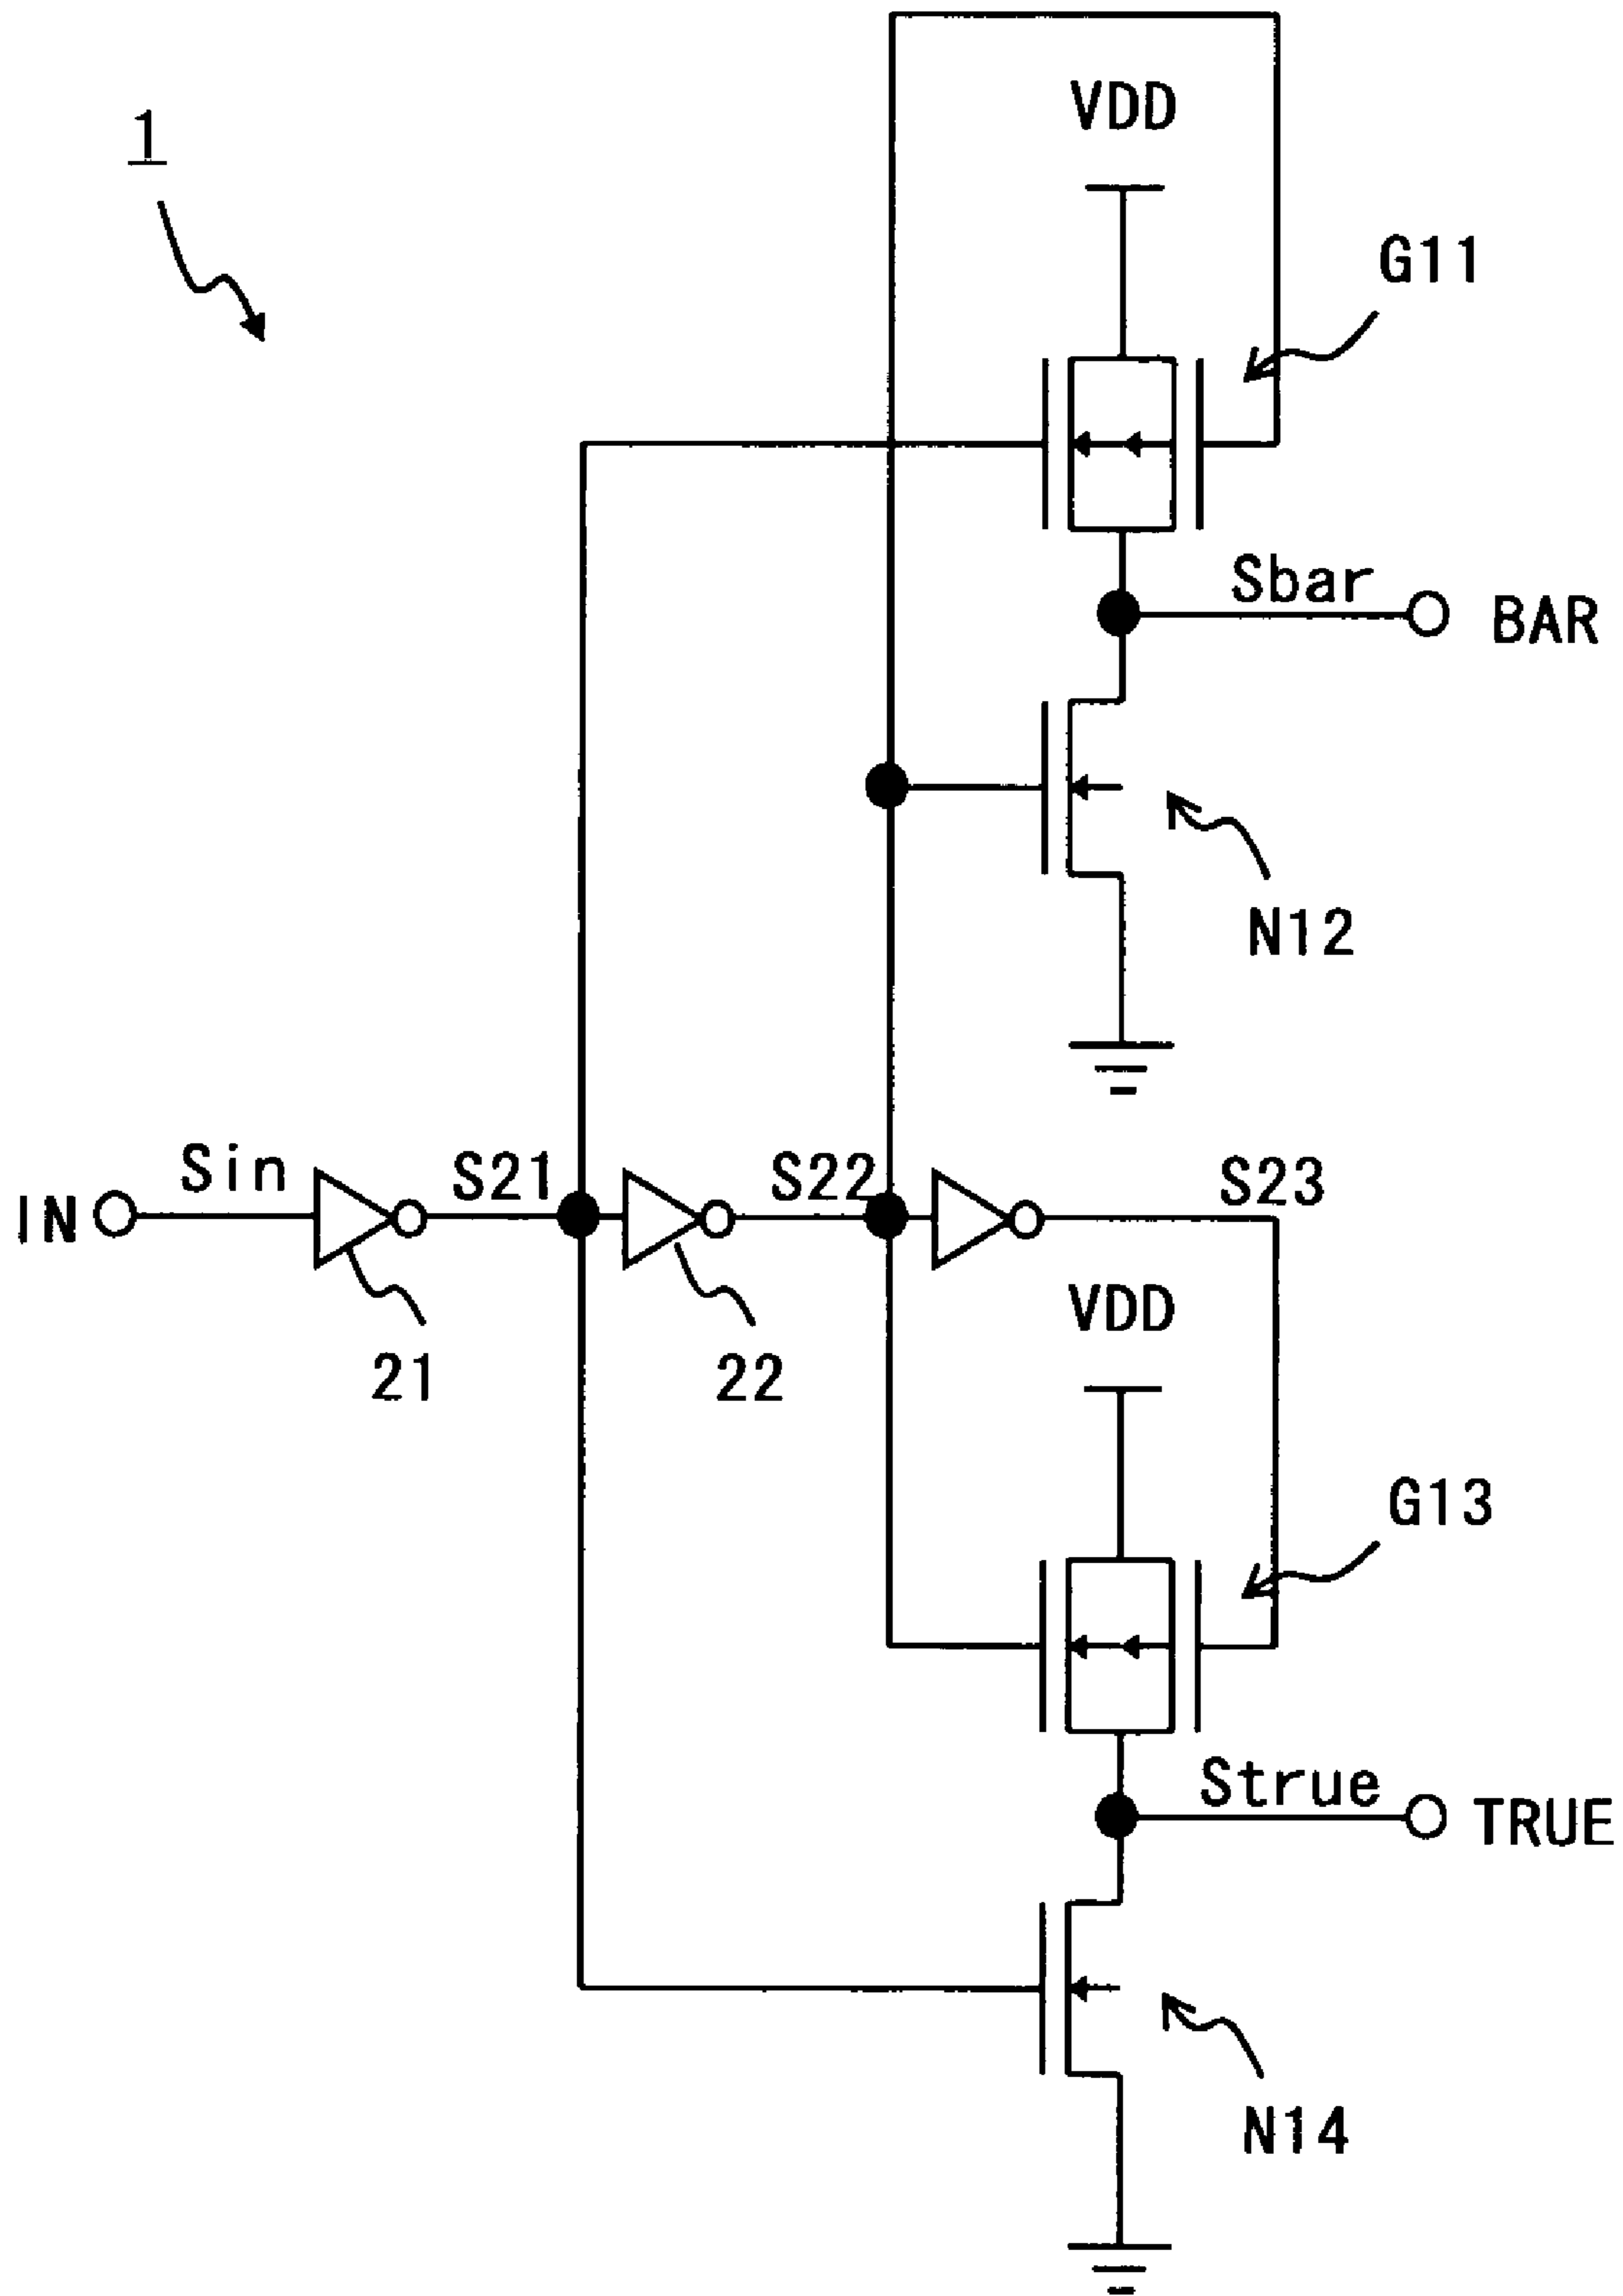 1
VDD
G11
Sbar
BAR
N12
IN
Sin
S21
S22
S23
21
22
VDD
G13
Strue
TRUE
N14